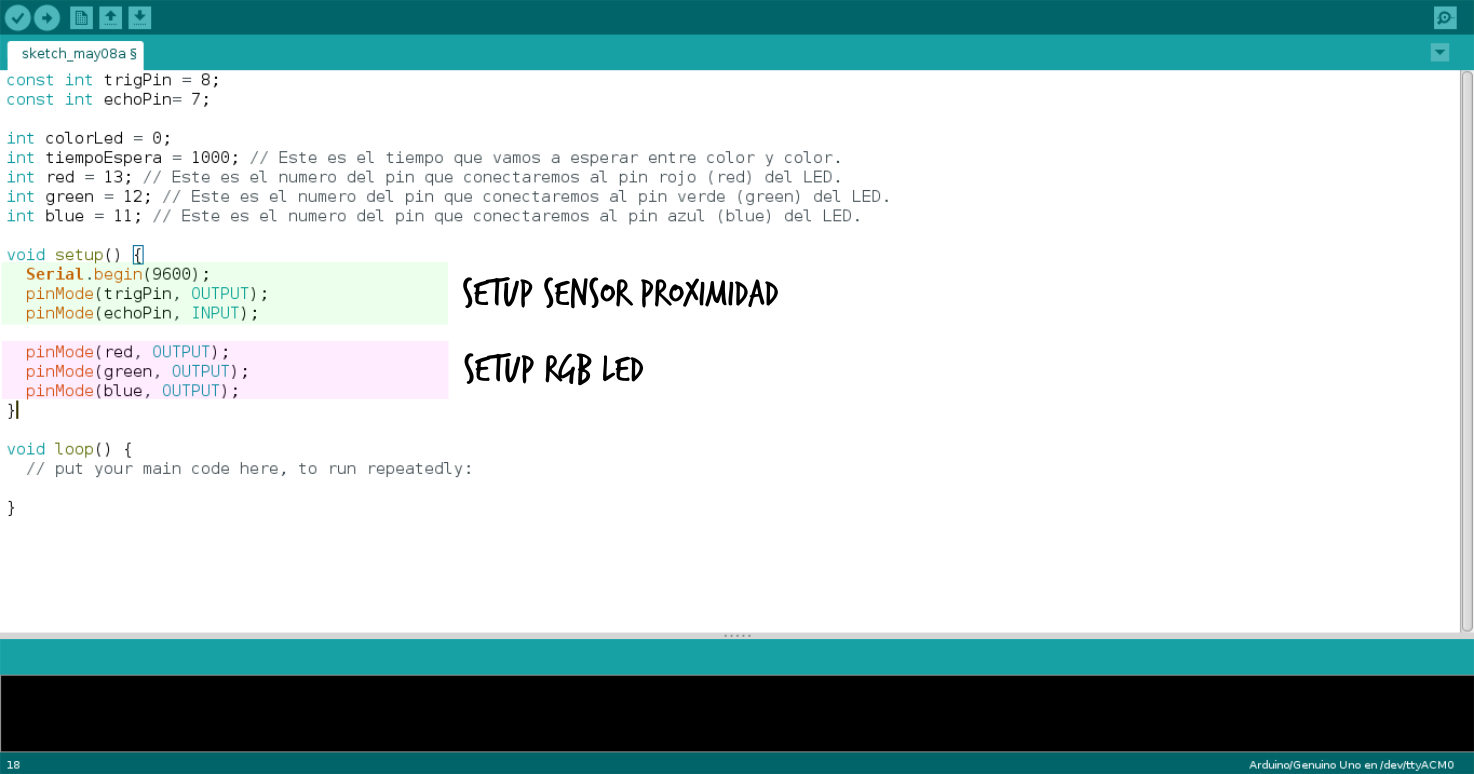 sketch_may08a §
const int trigPin = 8;
const int echoPin= 7;
int colorLed = 0;
int tiempoEspera = 1000; // Este es el tiempo que vamos a esperar entre color y color.
int red = 13; // Este es el numero del pin que conectaremos al pin rojo (red) del LED.
int green = 12; // Este es el numero del pin que conectaremos al pin verde (green) del LED.
int blue = 11; // Este es el numero del pin que conectaremos al pin azul (blue) del LED.
void setup() {
Serial.begin(9600);
pinMode(trigPin, OUTPUT);
pinMode(echoPin, INPUT);
SETUP SENSOR PROXIMIDAD
pinMode(red, OUTPUT);
pinMode(green, OUTPUT);
pinMode(blue, OUTPUT);
SETUP RGB LED
}
void loop() {
// put your main code here, to run repeatedly:
}
18
Arduino/Genuino Uno en /dev/ttyACM0